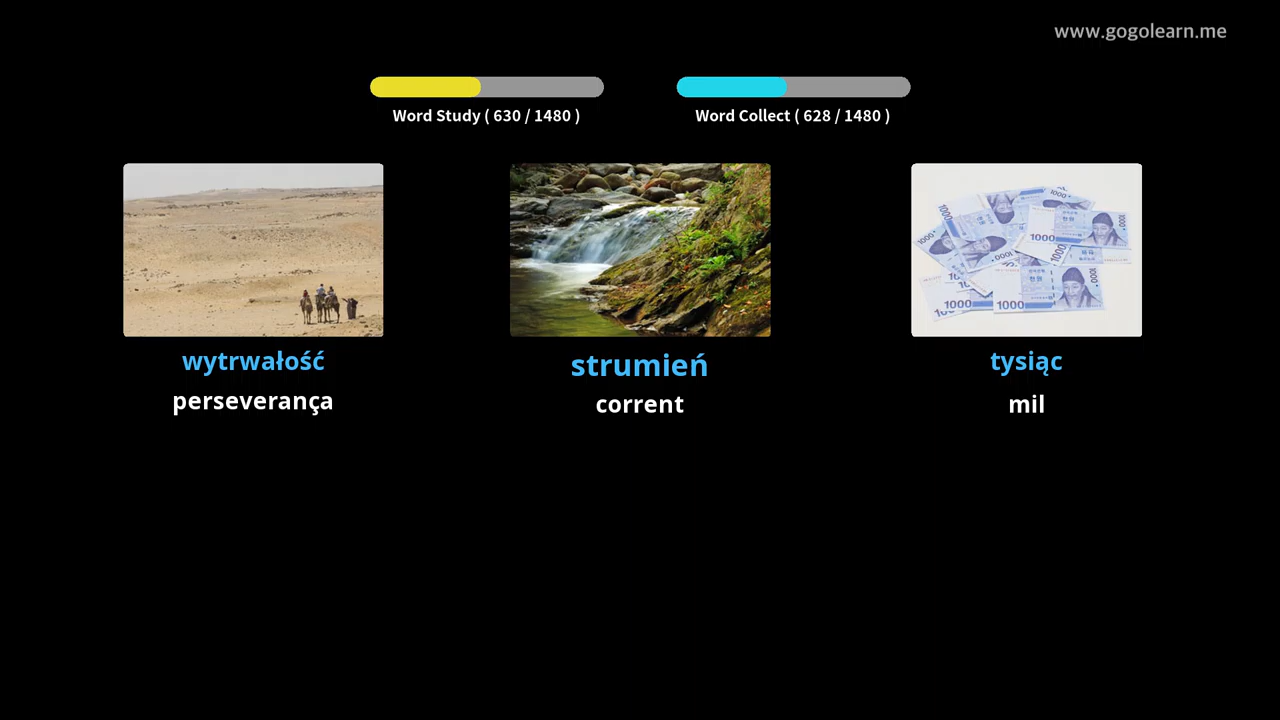 www.gogolearn.me
Word Study ( 630 / 1480 )
Word Collect ( 628 / 1480 )
wytrwałość
strumień
tysiąc
perseverança
corrent
mil